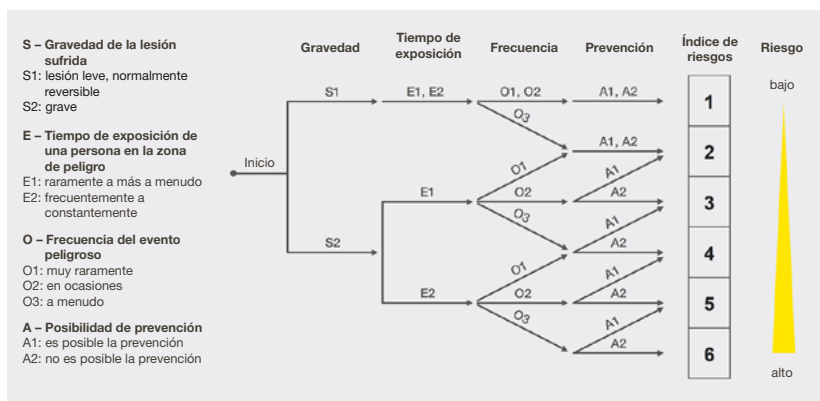 S – Gravedad de la lesión
sufrida
S1: lesión leve, normalmente
reversible
S2: grave
E – Tiempo de exposición de
una persona en la zona
de peligro
E1: raramente a más a menudo
E2: frecuentemente a
constantemente
O – Frecuencia del evento
peligroso
O1: muy raramente
O2: en ocasiones
O3: a menudo
A – Posibilidad de prevención
A1: es posible la prevención
A2: no es posible la prevención
Gravedad
Tiempo de
exposición
Frecuencia
Prevención
Índice de
riesgos
Riesgo
Inicio
S1
E1, E2
O1, O2
A1, A2
1
bajo
O3
A1, A2
2
O1
A1
E1
O2
A2
3
O3
A1
S2
A2
4
O1
A1
E2
O2
A2
5
O3
A1
A2
6
alto